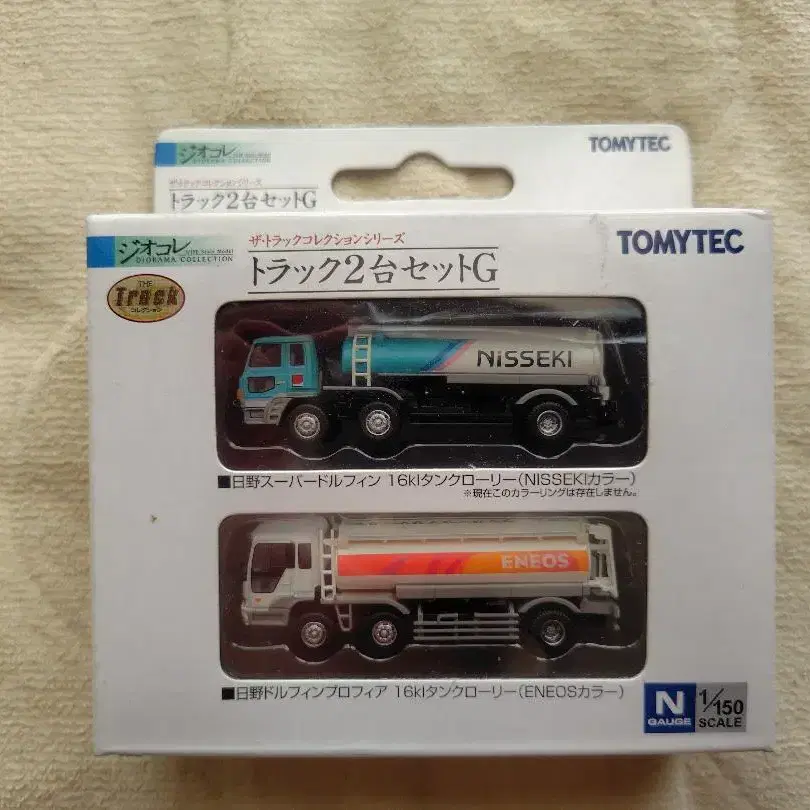 ジオコレ
DIORAMA COLLECTION
TOMYTEC
ザ・トラックコレクションシリーズ
トラック2台セットG
ジオコレ with Scale Model
DIORAMA COLLECTION
ザ・トラックコレクションシリーズ
トラック2台セットG
TOMYTEC
THE
Truck
コレクション
NISSEKI
■日野スーパードルフィン 16klタンクローリー(NISSEKIカラー)
※現在このカラーリングは存在しません。
ENEOS
■日野ドルフィンプロフィア 16klタンクローリー(ENEOSカラー)
N
GAUGE
1/150
SCALE